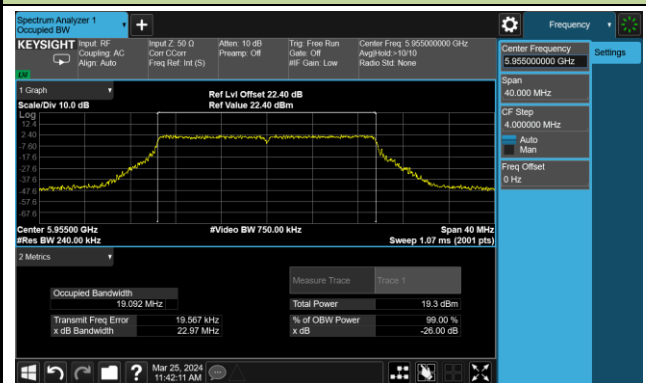 Spectrum Analyzer 1
Occupied BW
Frequency
KEYSIGHT
Input: RF
Coupling: AC
Align: Auto
Input Z: 50 Ω
Corr CCorr
Freq Ref: Int (S)
Atten: 10 dB
Preamp: Off
Trig: Free Run
Gate: Off
#IF Gain: Low
Center Freq: 5.955000000 GHz
Avg|Hold:>10/10
Radio Std: None
Center Frequency
5.955000000 GHz
Settings
Span
40.000 MHz
CF Step
4.000000 MHz
Auto
Man
Freq Offset
0 Hz
1 Graph
Scale/Div 10.0 dB
Ref Lvl Offset 22.40 dB
Ref Value 22.40 dBm
Log
12.4
2.40
-7.60
-17.6
-27.6
-37.6
-47.6
-57.6
-67.6
Center 5.95500 GHz
#Res BW 240.00 kHz
#Video BW 750.00 kHz
Span 40 MHz
Sweep 1.07 ms (2001 pts)
2 Metrics
Measure Trace Trace 1
Occupied Bandwidth
19.092 MHz
Total Power 19.3 dBm
Transmit Freq Error 19.567 kHz
% of OBW Power 99.00 %
x dB Bandwidth 22.97 MHz
x dB -26.00 dB
Mar 25, 2024
11:42:11 AM